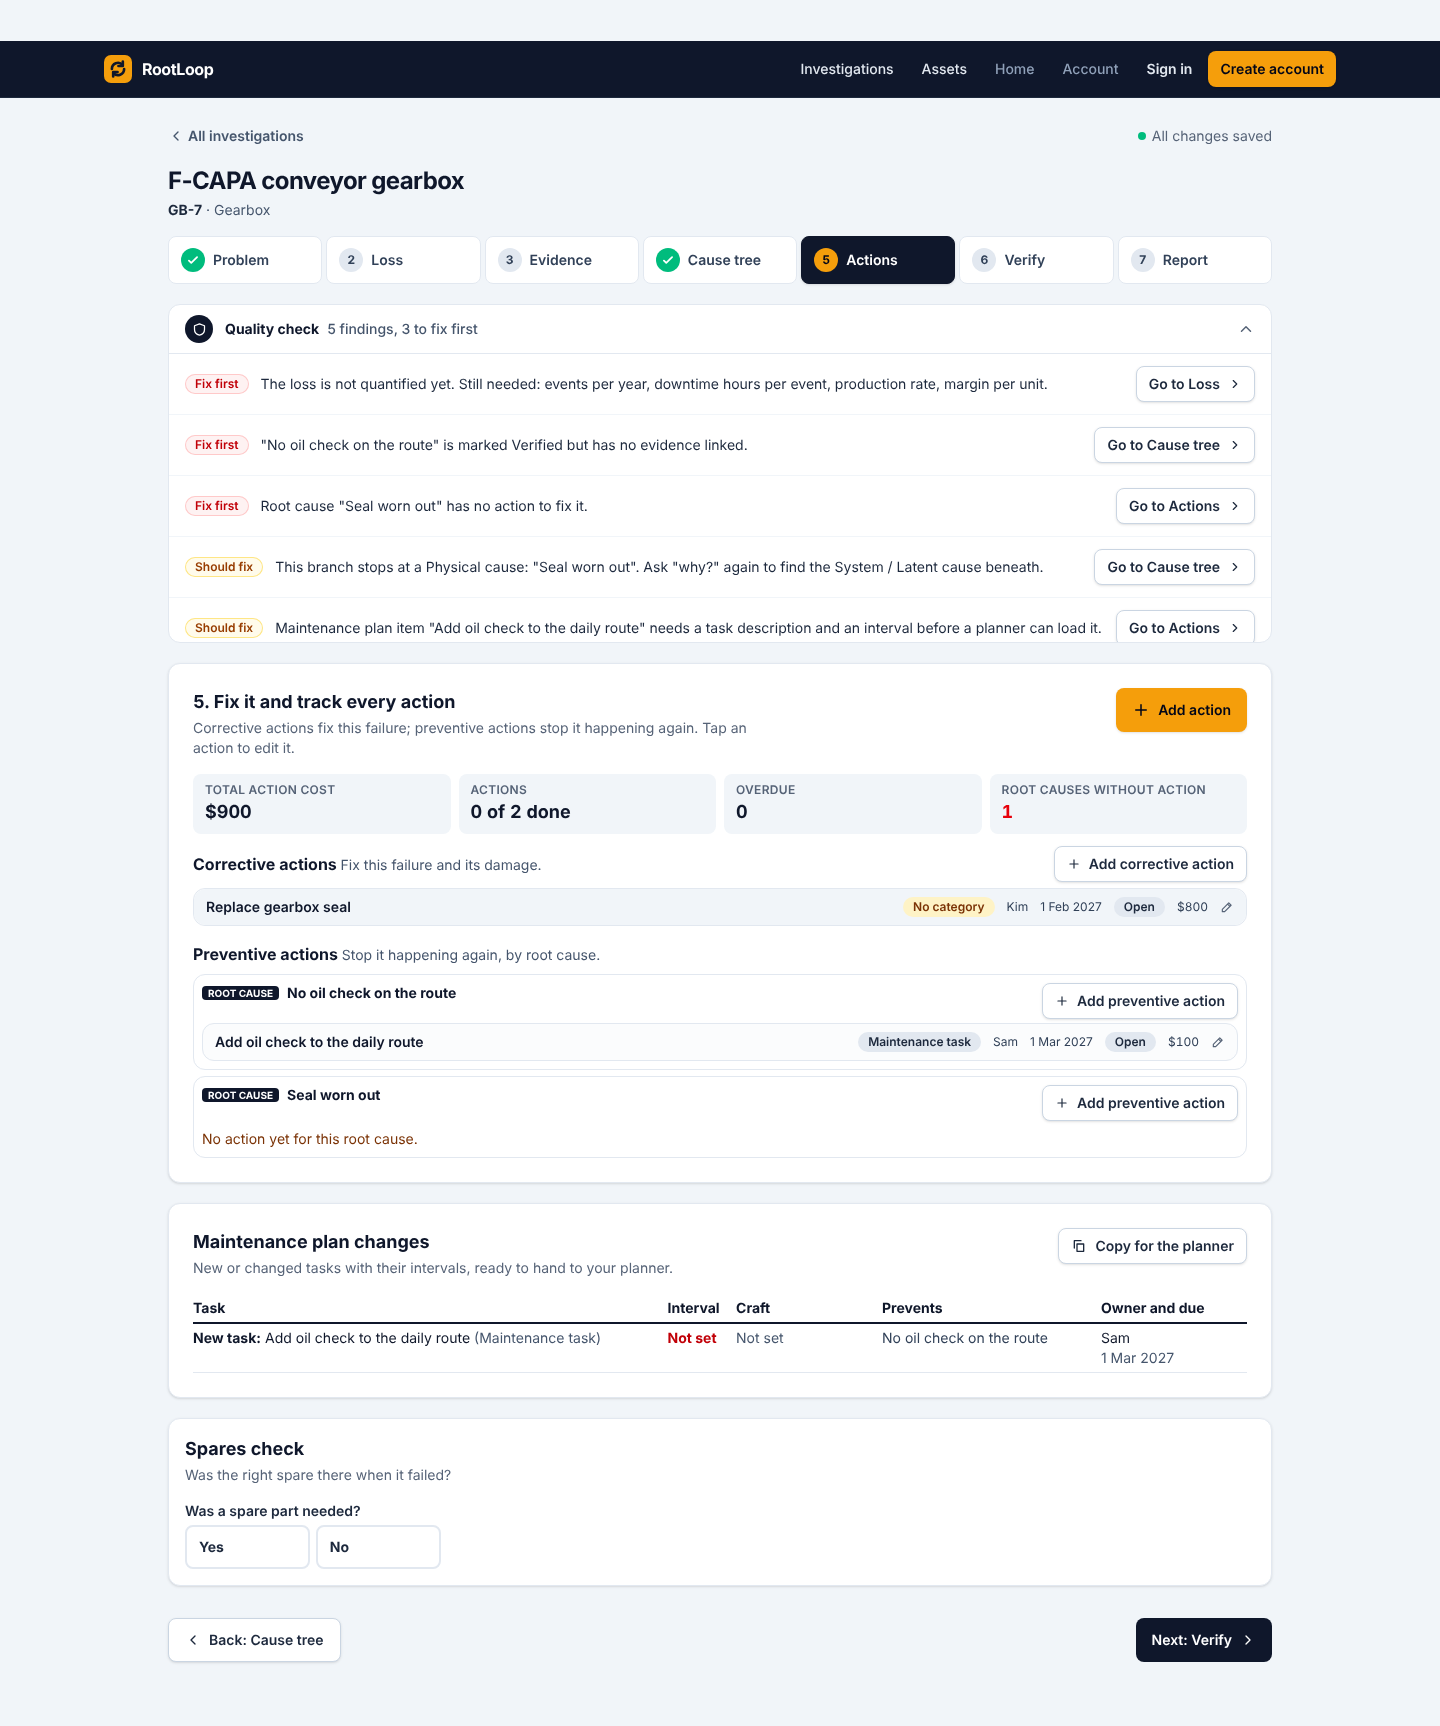 RootLoop
Investigations Assets Home Account Sign in Create account
All investigations
All changes saved
F-CAPA conveyor gearbox
GB-7 · Gearbox
Problem
2 Loss
3 Evidence
Cause tree
5 Actions
6 Verify
7 Report
Quality check 5 findings, 3 to fix first
Fix first The loss is not quantified yet. Still needed: events per year, downtime hours per event, production rate, margin per unit. Go to Loss
Fix first "No oil check on the route" is marked Verified but has no evidence linked. Go to Cause tree
Fix first Root cause "Seal worn out" has no action to fix it. Go to Actions
Should fix This branch stops at a Physical cause: "Seal worn out". Ask "why?" again to find the System / Latent cause beneath. Go to Cause tree
Should fix Maintenance plan item "Add oil check to the daily route" needs a task description and an interval before a planner can load it. Go to Actions
5. Fix it and track every action
Corrective actions fix this failure; preventive actions stop it happening again. Tap an
action to edit it.
Add action
TOTAL ACTION COST
$900
ACTIONS
0 of 2 done
OVERDUE
0
ROOT CAUSES WITHOUT ACTION
1
Corrective actions Fix this failure and its damage. Add corrective action
Replace gearbox seal No category Kim 1 Feb 2027 Open $800
Preventive actions Stop it happening again, by root cause.
ROOT CAUSE No oil check on the route Add preventive action
Add oil check to the daily route Maintenance task Sam 1 Mar 2027 Open $100
ROOT CAUSE Seal worn out Add preventive action
No action yet for this root cause.
Maintenance plan changes
New or changed tasks with their intervals, ready to hand to your planner.
Copy for the planner
Task Interval Craft Prevents Owner and due
New task: Add oil check to the daily route (Maintenance task) Not set Not set No oil check on the route Sam
1 Mar 2027
Spares check
Was the right spare there when it failed?
Was a spare part needed?
Yes No
Back: Cause tree Next: Verify